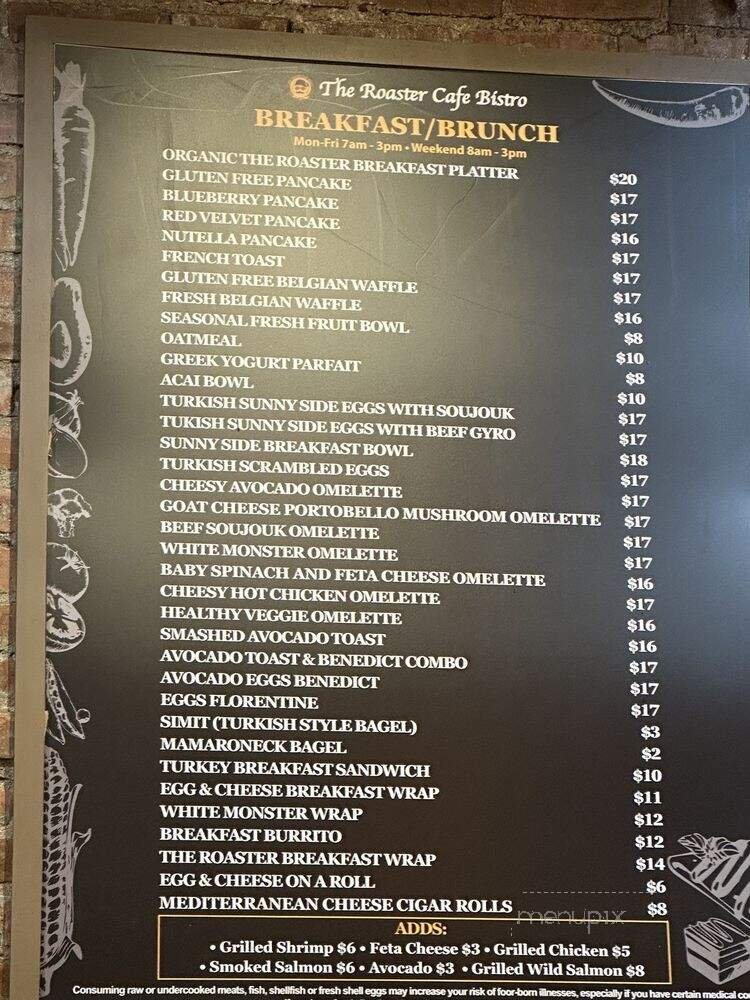 The Roaster Cafe Bistro
BREAKFAST/BRUNCH
Mon-Fri 7am - 3pm • Weekend 8am - 3pm
ORGANIC THE ROASTER BREAKFAST PLATTER $20
GLUTEN FREE PANCAKE $17
BLUEBERRY PANCAKE $17
RED VELVET PANCAKE $16
NUTELLA PANCAKE $17
FRENCH TOAST $17
GLUTEN FREE BELGIAN WAFFLE $17
FRESH BELGIAN WAFFLE $16
SEASONAL FRESH FRUIT BOWL $8
OATMEAL $10
GREEK YOGURT PARFAIT $8
ACAI BOWL $10
TURKISH SUNNY SIDE EGGS WITH SOUJOUK $17
TUKISH SUNNY SIDE EGGS WITH BEEF GYRO $17
SUNNY SIDE BREAKFAST BOWL $18
TURKISH SCRAMBLED EGGS $17
CHEESY AVOCADO OMELETTE $17
GOAT CHEESE PORTOBELLO MUSHROOM OMELETTE $17
BEEF SOUJOUK OMELETTE $17
WHITE MONSTER OMELETTE $17
BABY SPINACH AND FETA CHEESE OMELETTE $16
CHEESY HOT CHICKEN OMELETTE $17
HEALTHY VEGGIE OMELETTE $16
SMASHED AVOCADO TOAST $16
AVOCADO TOAST & BENEDICT COMBO $17
AVOCADO EGGS BENEDICT $17
EGGS FLORENTINE $17
SIMIT (TURKISH STYLE BAGEL) $3
MAMARONECK BAGEL $2
TURKEY BREAKFAST SANDWICH $10
EGG & CHEESE BREAKFAST WRAP $11
WHITE MONSTER WRAP $12
BREAKFAST BURRITO $12
THE ROASTER BREAKFAST WRAP $14
EGG & CHEESE ON A ROLL $6
MEDITERRANEAN CHEESE CIGAR ROLLS $8
menupix
ADDS:
• Grilled Shrimp $6 • Feta Cheese $3 • Grilled Chicken $5
• Smoked Salmon $6 • Avocado $3 • Grilled Wild Salmon $8
Consuming raw or undercooked meats, fish, shellfish or fresh shell eggs may increase your risk of foor-born illnesses, especially if you have certain medical